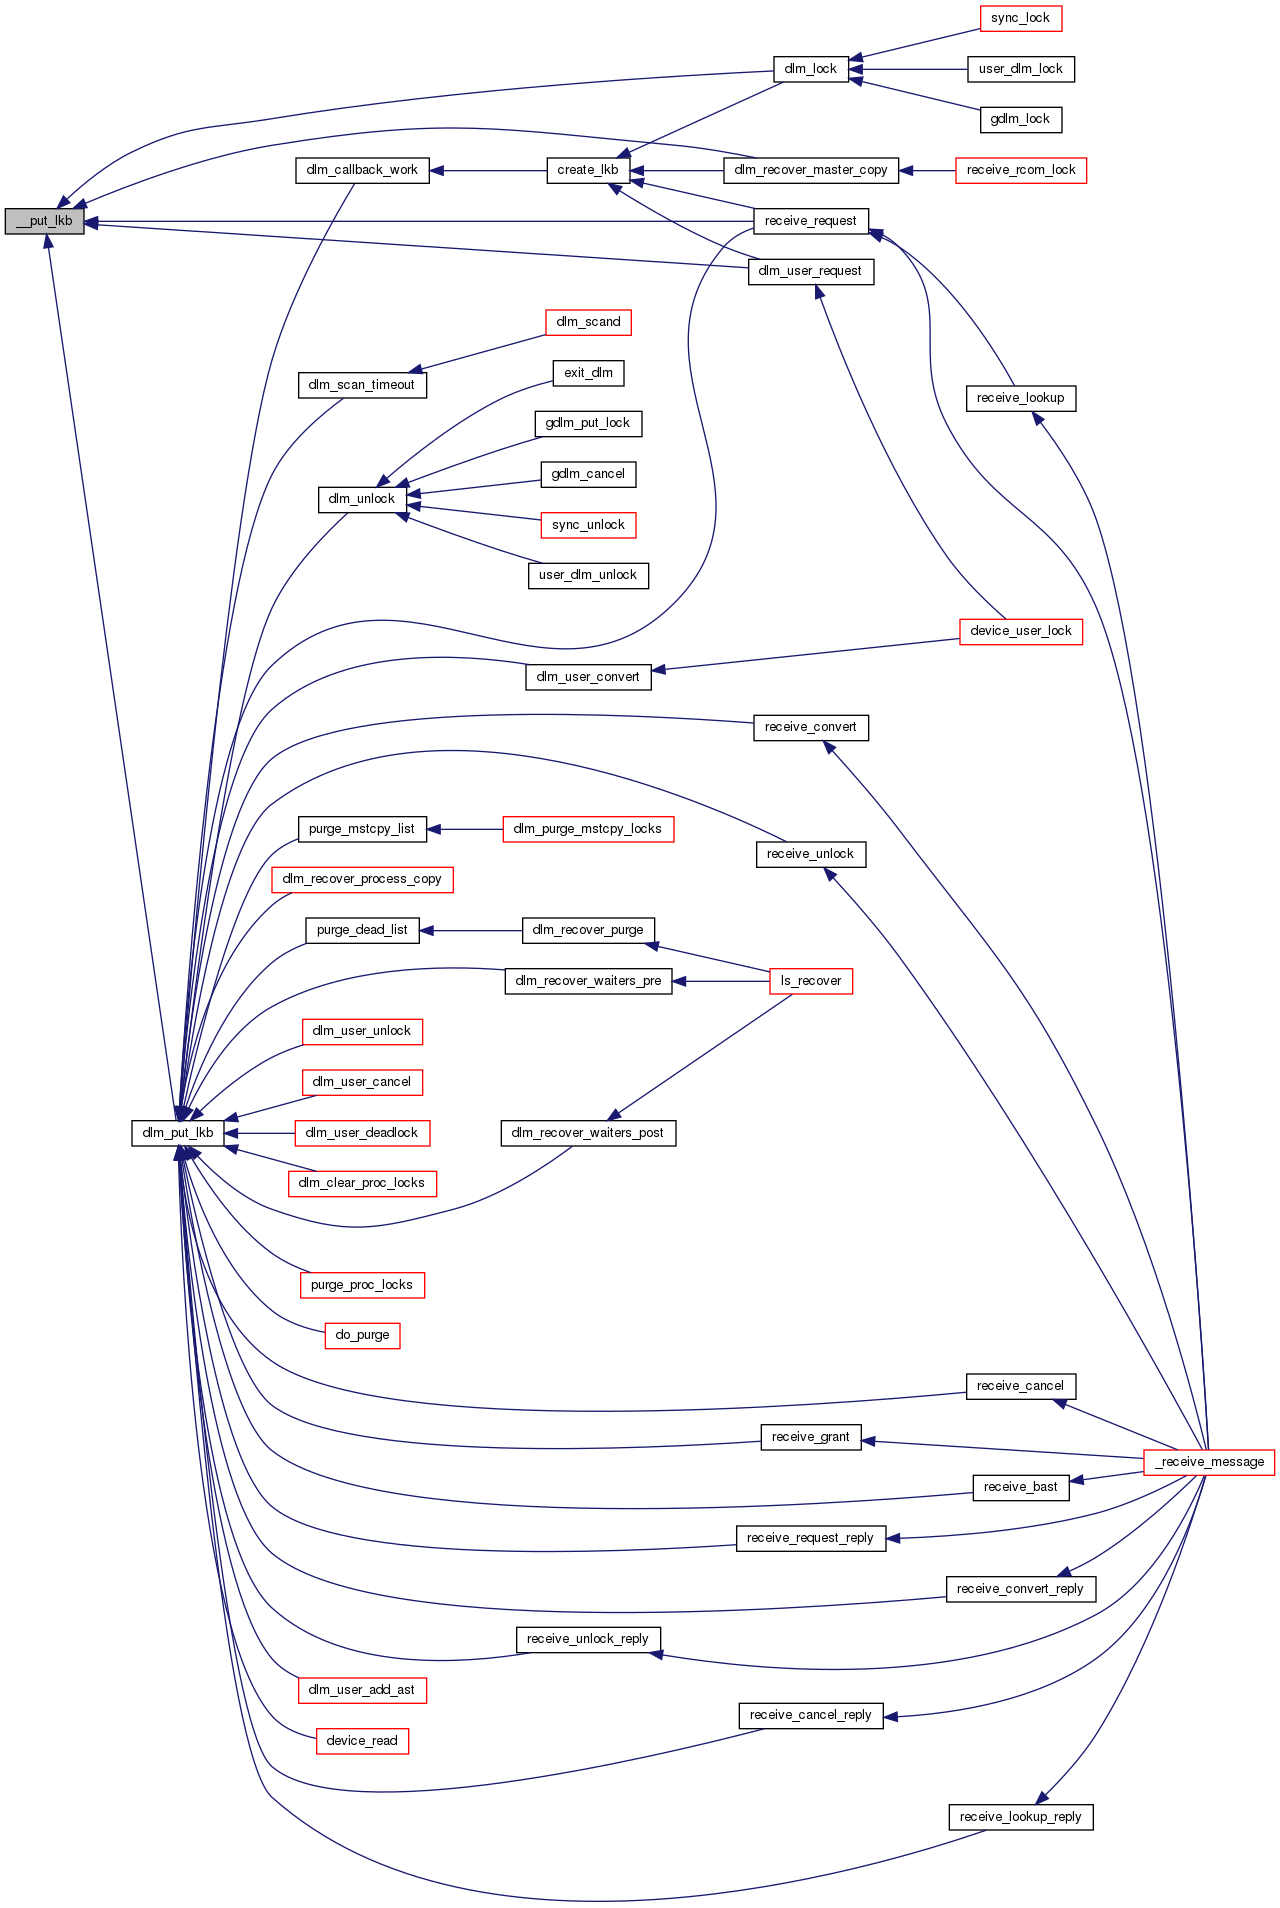 sync_lock
dlm_lock
user_dlm_lock
gdlm_lock
dlm_callback_work
create_lkb
dlm_recover_master_copy
receive_rcom_lock
__put_lkb
receive_request
dlm_user_request
dlm_scand
dlm_scan_timeout
exit_dlm
receive_lookup
gdlm_put_lock
gdlm_cancel
dlm_unlock
sync_unlock
user_dlm_unlock
device_user_lock
dlm_user_convert
receive_convert
purge_mstcpy_list
dlm_purge_mstcpy_locks
receive_unlock
dlm_recover_process_copy
purge_dead_list
dlm_recover_purge
dlm_recover_waiters_pre
ls_recover
dlm_user_unlock
dlm_user_cancel
dlm_put_lkb
dlm_user_deadlock
dlm_recover_waiters_post
dlm_clear_proc_locks
purge_proc_locks
do_purge
receive_cancel
receive_grant
_receive_message
receive_bast
receive_request_reply
receive_convert_reply
receive_unlock_reply
dlm_user_add_ast
receive_cancel_reply
device_read
receive_lookup_reply